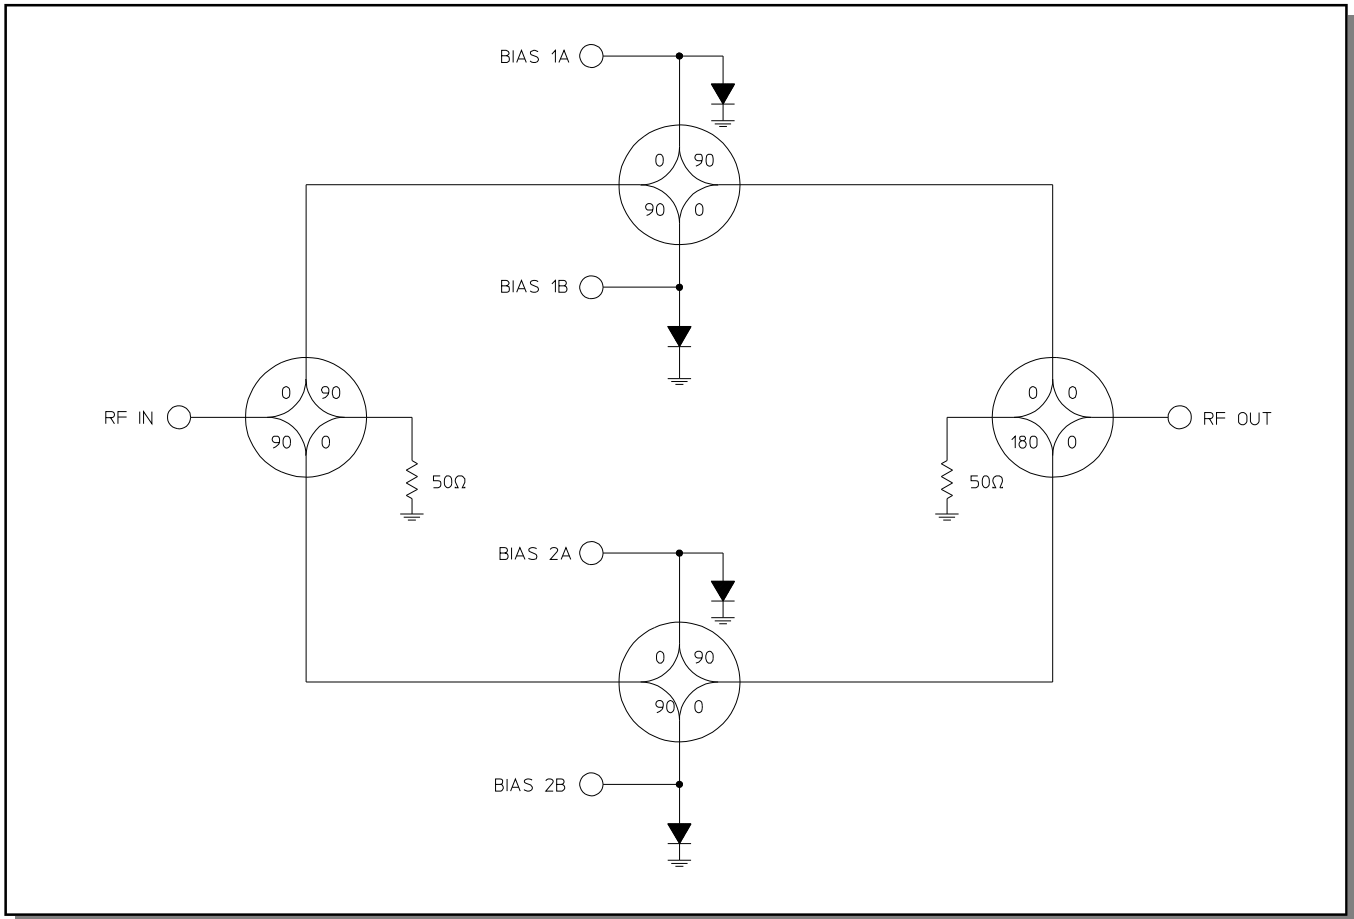 BIAS 1A
0 90
90 0
BIAS 1B
0 90
90 0
RF IN
50Ω
0 0
180 0
RF OUT
50Ω
BIAS 2A
0 90
90 0
BIAS 2B